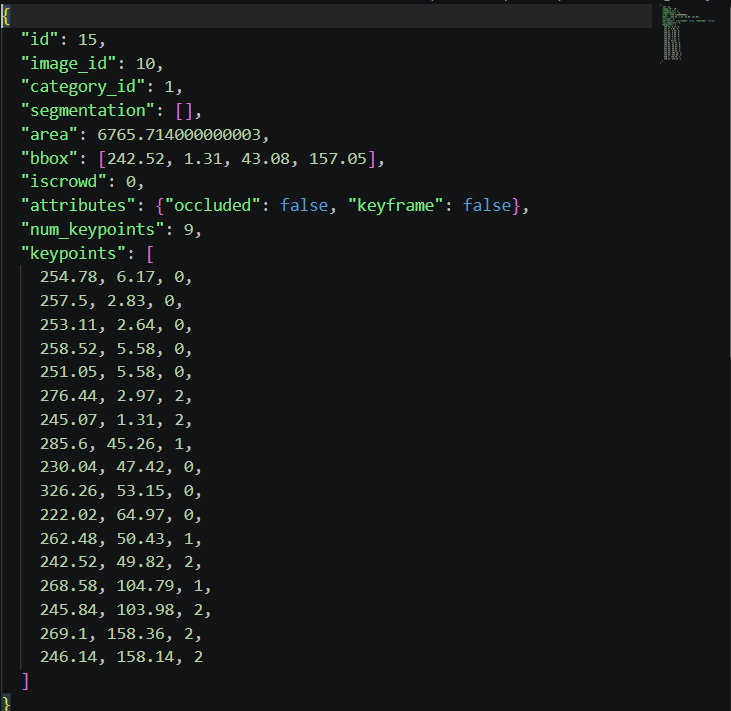 {
"id": 15,
"image_id": 10,
"category_id": 1,
"segmentation": [],
"area": 6765.714000000003,
"bbox": [242.52, 1.31, 43.08, 157.05],
"iscrowd": 0,
"attributes": {"occluded": false, "keyframe": false},
"num_keypoints": 9,
"keypoints": [
254.78, 6.17, 0,
257.5, 2.83, 0,
253.11, 2.64, 0,
258.52, 5.58, 0,
251.05, 5.58, 0,
276.44, 2.97, 2,
245.07, 1.31, 2,
285.6, 45.26, 1,
230.04, 47.42, 0,
326.26, 53.15, 0,
222.02, 64.97, 0,
262.48, 50.43, 1,
242.52, 49.82, 2,
268.58, 104.79, 1,
245.84, 103.98, 2,
269.1, 158.36, 2,
246.14, 158.14, 2
]
}